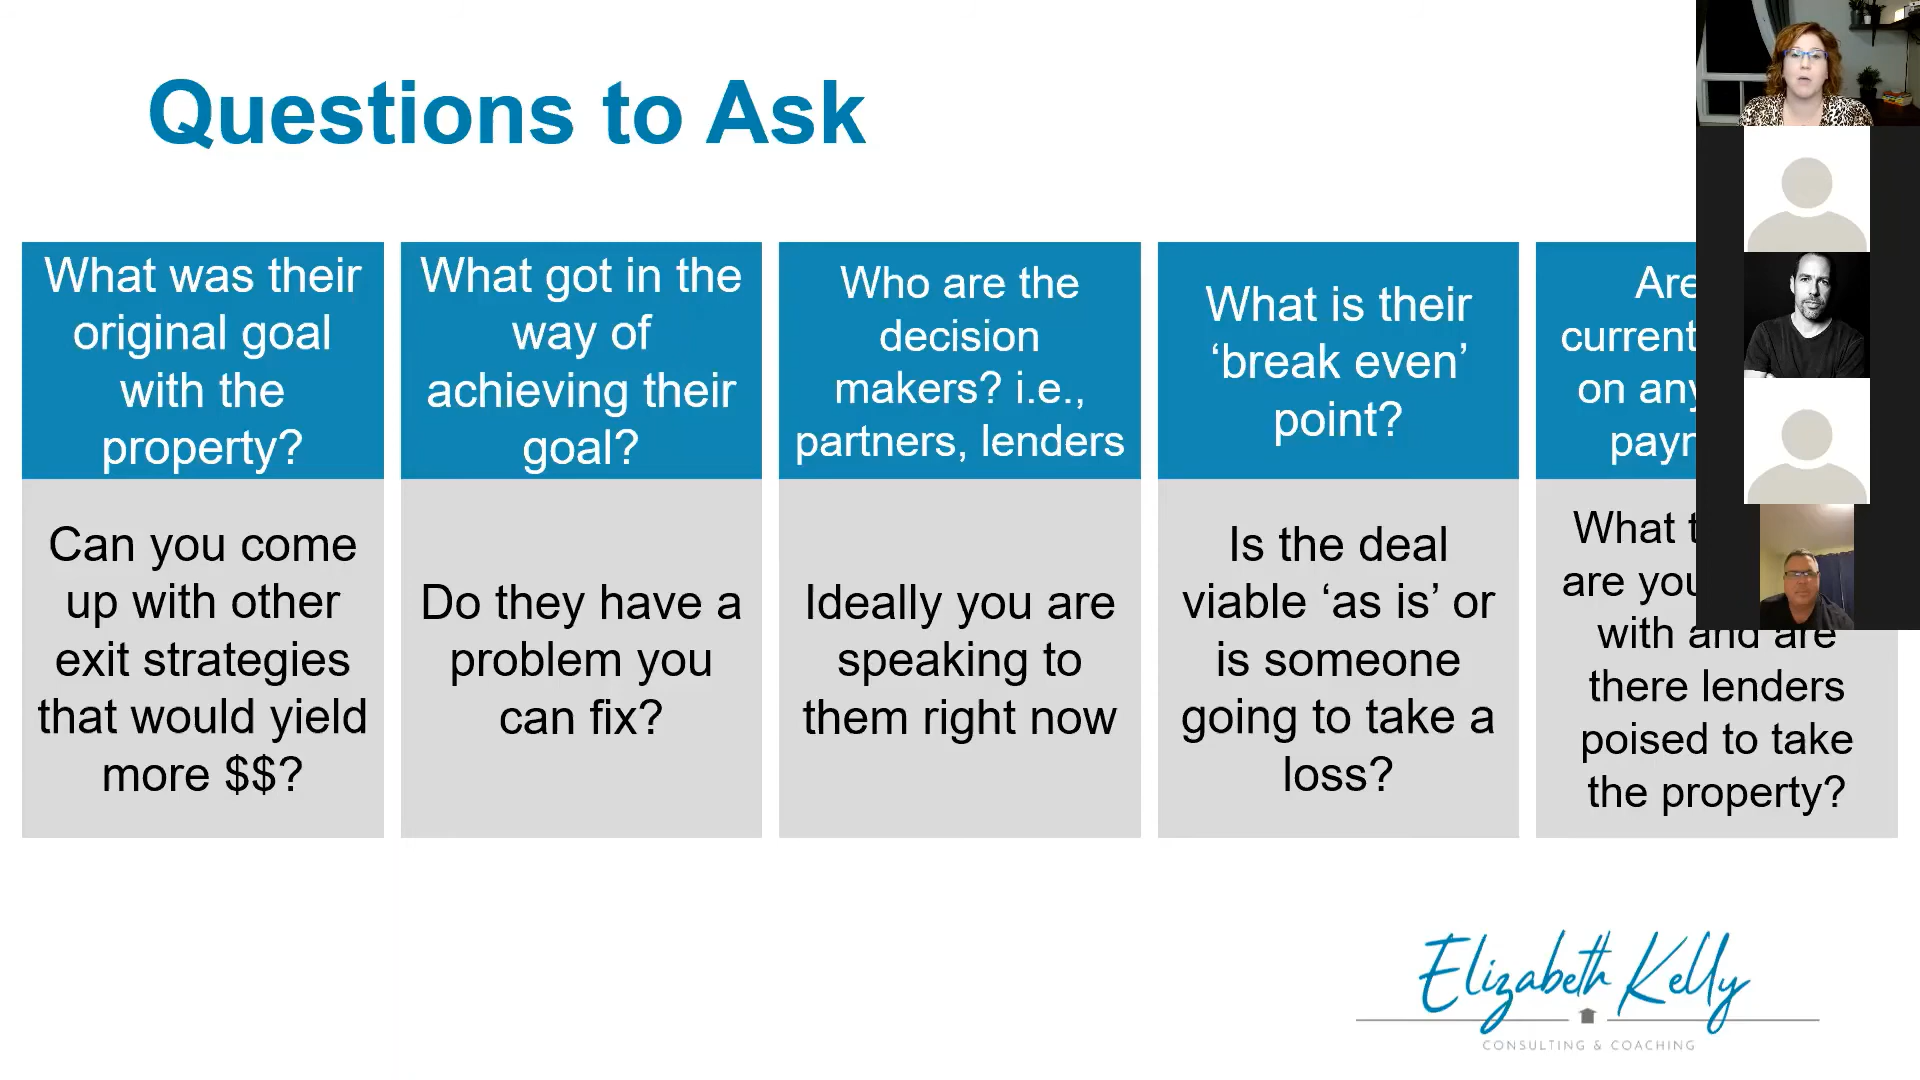 Questions to Ask
What was their
original goal
with the
property?
What got in the
way of
achieving their
goal?
Who are the
decision
makers? i.e.,
partners, lenders
What is their
‘break even’
point?
Are
current
on any
Can you come
up with other
exit strategies
that would yield
more $$?
Do they have a
problem you
can fix?
Ideally you are
speaking to
them right now
Is the deal
viable ‘as is’ or
is someone
going to take a
loss?
What
are you
with and are
there lenders
poised to take
the property?
Elizabeth Kelly
CONSULTING & COACHING